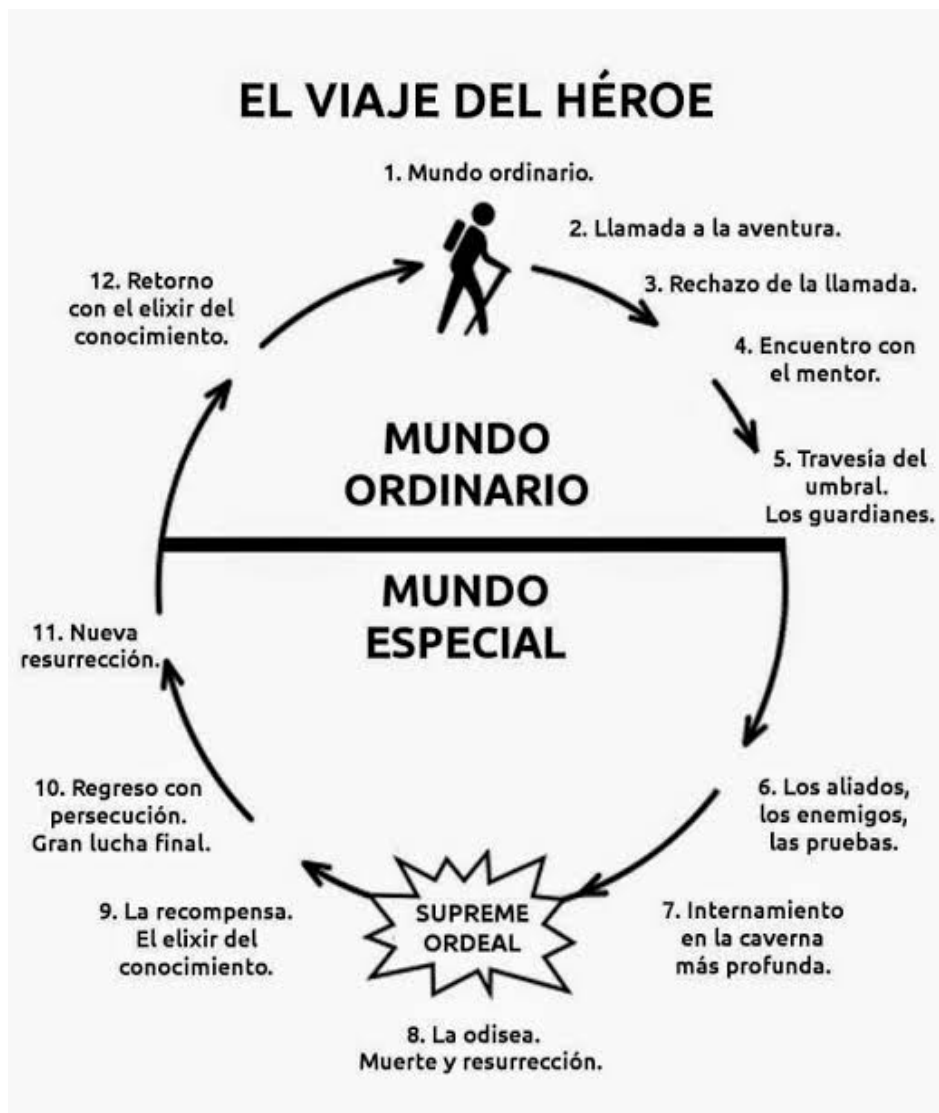 EL VIAJE DEL HÉROE
1. Mundo ordinario.
2. Llamada a la aventura.
3. Rechazo de la llamada.
4. Encuentro con
el mentor.
5. Travesía del
umbral.
Los guardianes.
MUNDO
ORDINARIO
MUNDO
ESPECIAL
6. Los aliados,
los enemigos,
las pruebas.
7. Internamiento
en la caverna
más profunda.
SUPREME
ORDEAL
8. La odisea.
Muerte y resurrección.
9. La recompensa.
El elixir del
conocimiento.
10. Regreso con
persecución.
Gran lucha final.
11. Nueva
resurrección.
12. Retorno
con el elixir del
conocimiento.